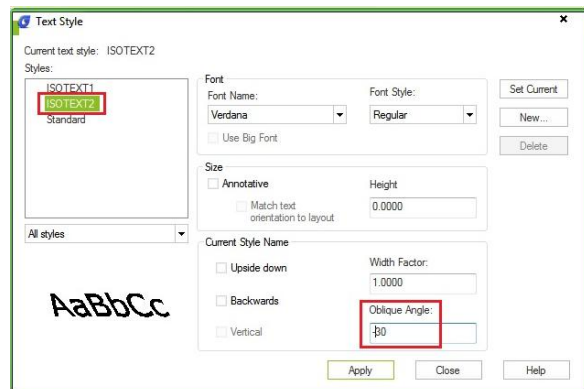 Text Style
Current text style: ISOTEXT2
Styles:
ISOTEXT1
ISOTEXT2
Standard
All styles
AaBbCc
Font
Font Name:
Font Style:
Verdana
Regular
Use Big Font
Size
Annotative
Height
Match text
orientation to layout
0.0000
Current Style Name
Upside down
Width Factor:
1.0000
Backwards
Oblique Angle:
Vertical
-30
Set Current
New...
Delete
Apply
Close
Help